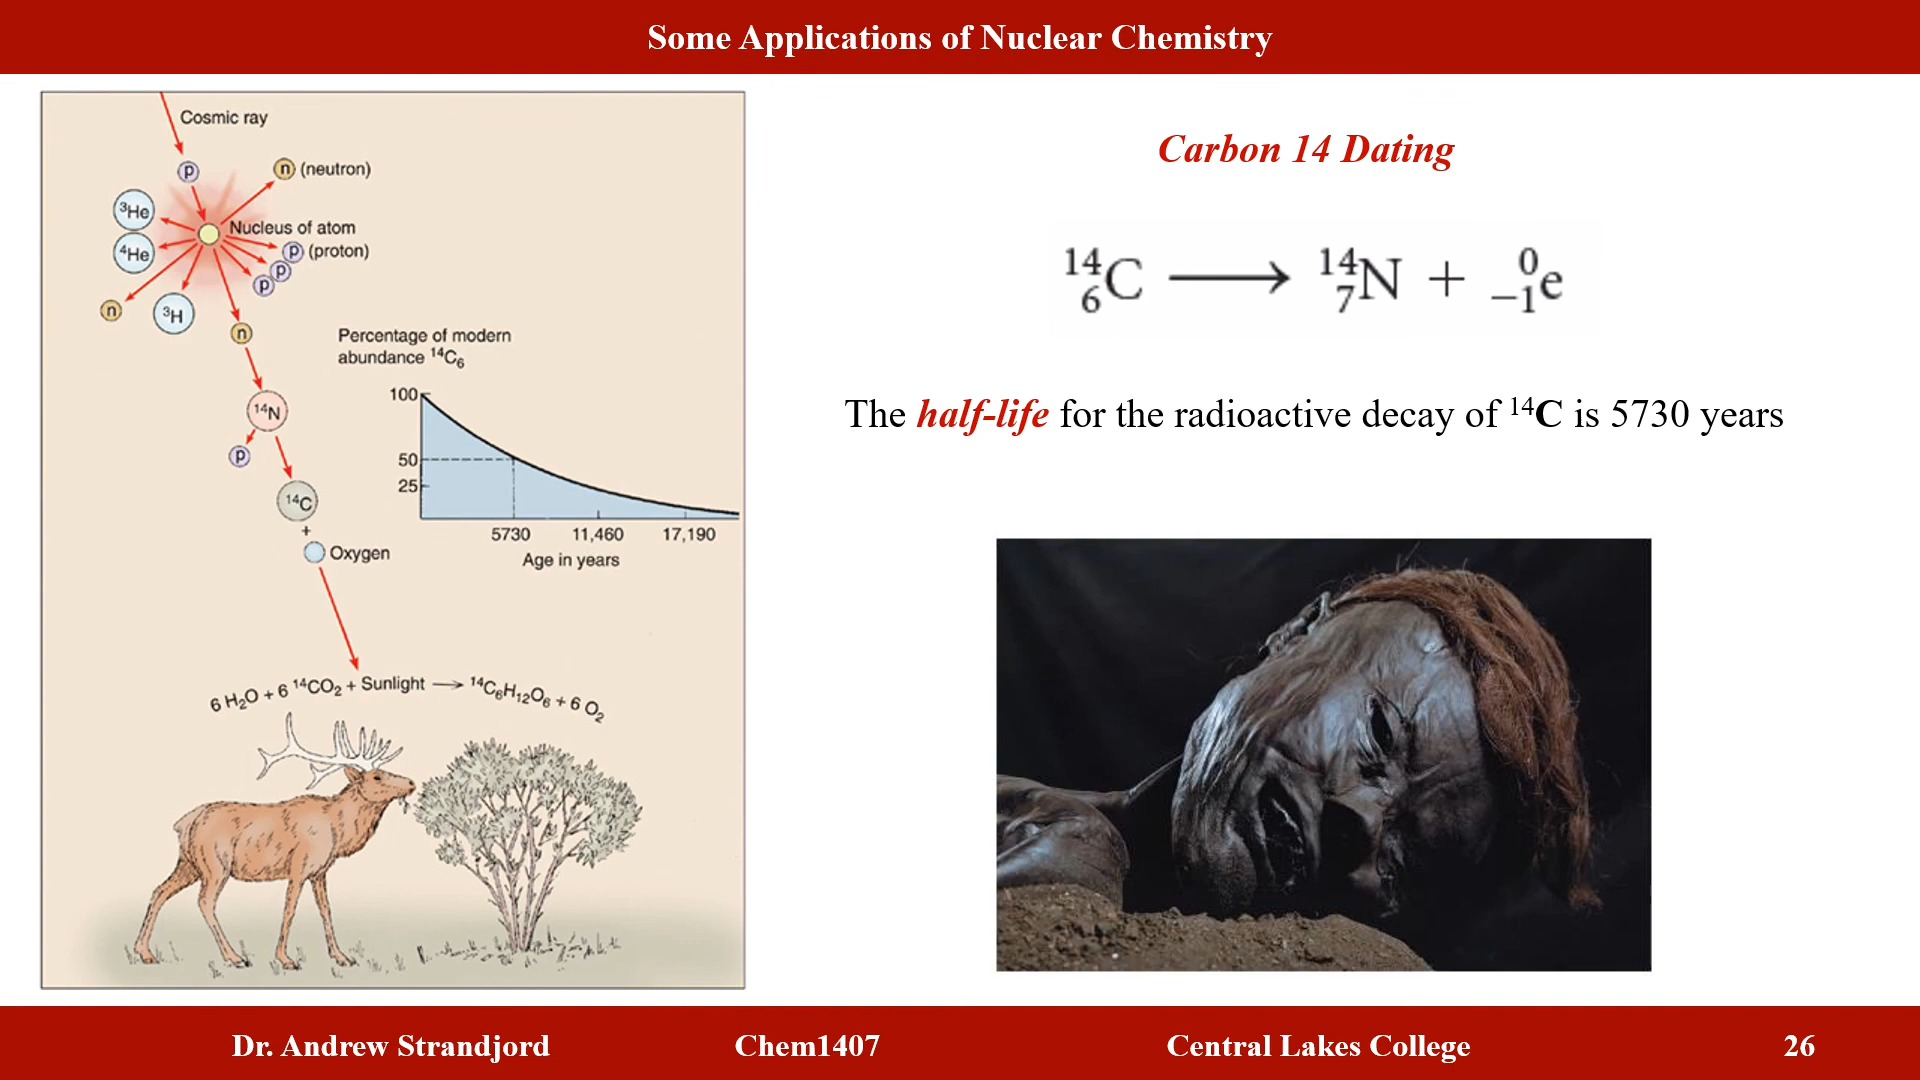 Some Applications of Nuclear Chemistry
Cosmic ray
p
n (neutron)
³He
Nucleus of atom
⁴He
p (proton)
p
p
n
³H
n
Percentage of modern
abundance ¹⁴C₆
100
50
25
5730 11,460 17,190
Age in years
¹⁴N
p
¹⁴C
+
Oxygen
6 H₂O + 6 ¹⁴CO₂ + Sunlight ⟶ ¹⁴C₆H₁₂O₆ + 6 O₂
Carbon 14 Dating
¹⁴₆C ⟶ ¹⁴₇N + ⁰₋₁e
The half-life for the radioactive decay of ¹⁴C is 5730 years
Dr. Andrew Strandjord Chem1407 Central Lakes College 26